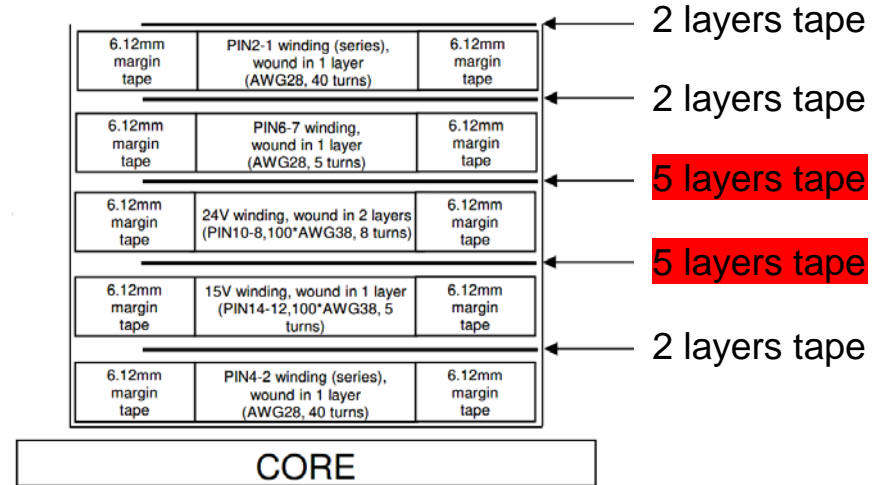 2 layers tape
6.12mm
margin
tape
PIN2-1 winding (series),
wound in 1 layer
(AWG28, 40 turns)
6.12mm
margin
tape
2 layers tape
6.12mm
margin
tape
PIN6-7 winding,
wound in 1 layer
(AWG28, 5 turns)
6.12mm
margin
tape
5 layers tape
6.12mm
margin
tape
24V winding, wound in 2 layers
(PIN10-8,100*AWG38, 8 turns)
6.12mm
margin
tape
5 layers tape
6.12mm
margin
tape
15V winding, wound in 1 layer
(PIN14-12,100*AWG38, 5
turns)
6.12mm
margin
tape
2 layers tape
6.12mm
margin
tape
PIN4-2 winding (series),
wound in 1 layer
(AWG28, 40 turns)
6.12mm
margin
tape
CORE